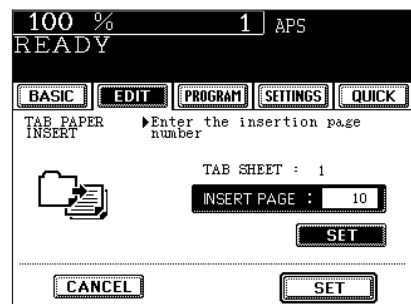 100 % 1 APS
READY
BASIC EDIT PROGRAM SETTINGS QUICK
TAB PAPER INSERT
▶Enter the insertion page number
TAB SHEET : 1
INSERT PAGE : 10
SET
CANCEL SET